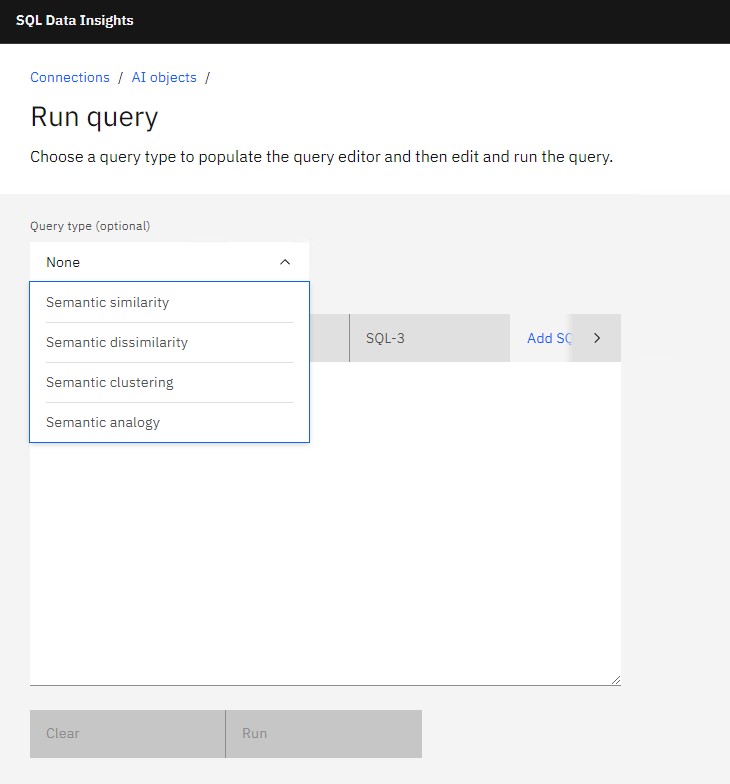 SQL Data Insights
Connections / AI objects /
Run query
Choose a query type to populate the query editor and then edit and run the query.
Query type (optional)
None
Semantic similarity
Semantic dissimilarity
Semantic clustering
Semantic analogy
SQL-3
Add SQ
Clear
Run